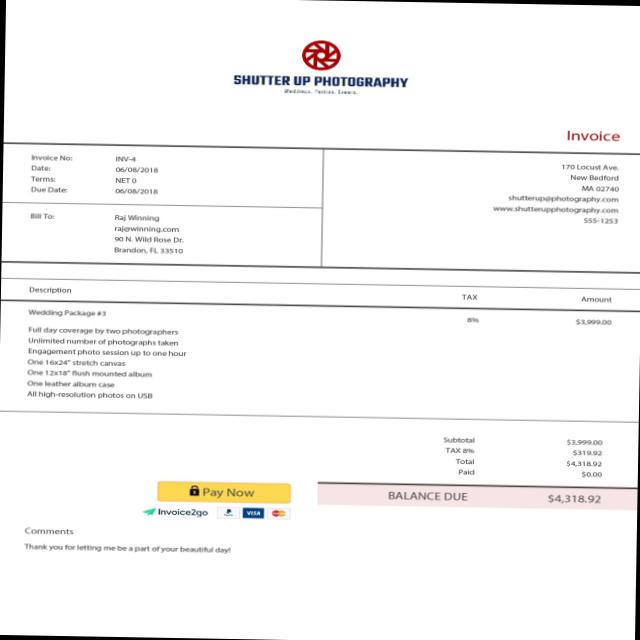 SHUTTER UP PHOTOGRAPHY
Weddings. Parties. Events.
Invoice
Invoice No: INV-4
Date: 06/08/2018
Terms: NET 0
Due Date: 06/08/2018
170 Locust Ave.
New Bedford
MA 02740
shutterup@photography.com
www.shutterupphotography.com
555-1253
Bill To: Raj Winning
raj@winning.com
90 N. Wild Rose Dr.
Brandon, FL 33510
Description TAX Amount
Wedding Package #3 8% $3,999.00
Full day coverage by two photographers
Unlimited number of photographs taken
Engagement photo session up to one hour
One 16x24" stretch canvas
One 12x18" flush mounted album
One leather album case
All high-resolution photos on USB
Subtotal $3,999.00
TAX 8% $319.92
Total $4,318.92
Paid $0.00
BALANCE DUE $4,318.92
Pay Now
Invoice2go PayPal VISA
Comments
Thank you for letting me be a part of your beautiful day!